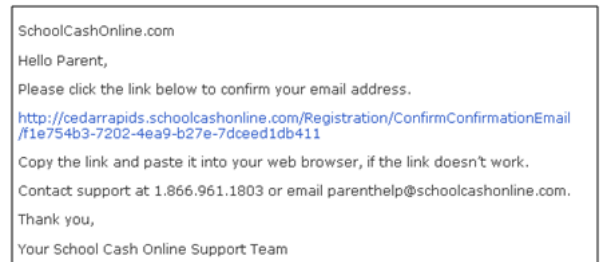 SchoolCashOnline.com
Hello Parent,
Please click the link below to confirm your email address.
http://cedarrapids.schoolcashonline.com/Registration/ConfirmConfirmationEmail
/f1e754b3-7202-4ea9-b27e-7dceed1db411
Copy the link and paste it into your web browser, if the link doesn't work.
Contact support at 1.866.961.1803 or email parenthelp@schoolcashonline.com.
Thank you,
Your School Cash Online Support Team